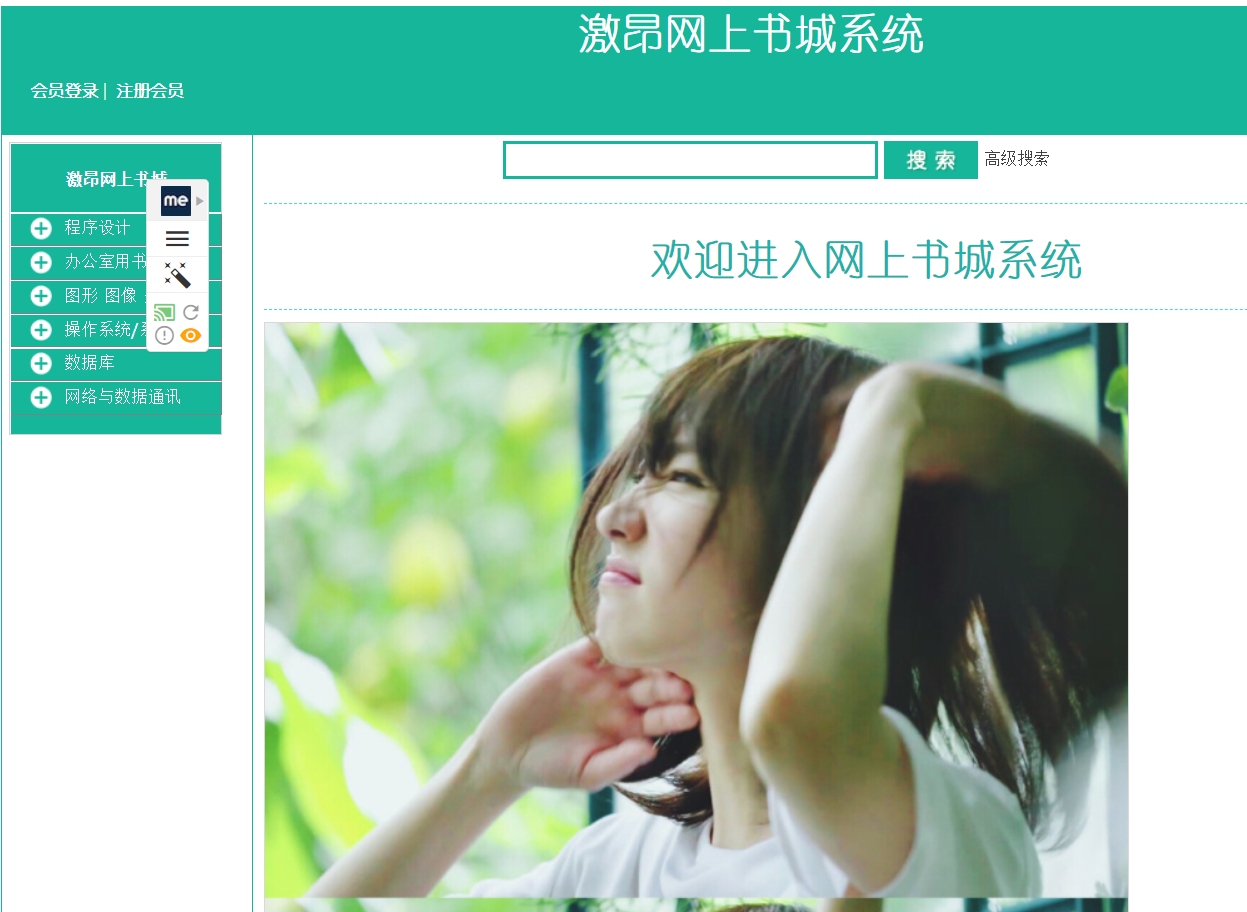 激昂网上书城系统
会员登录 | 注册会员
搜 索 高级搜索
激昂网上书城
me
程序设计
办公室用书
图形 图像
操作系统/
数据库
网络与数据通讯
欢迎进入网上书城系统